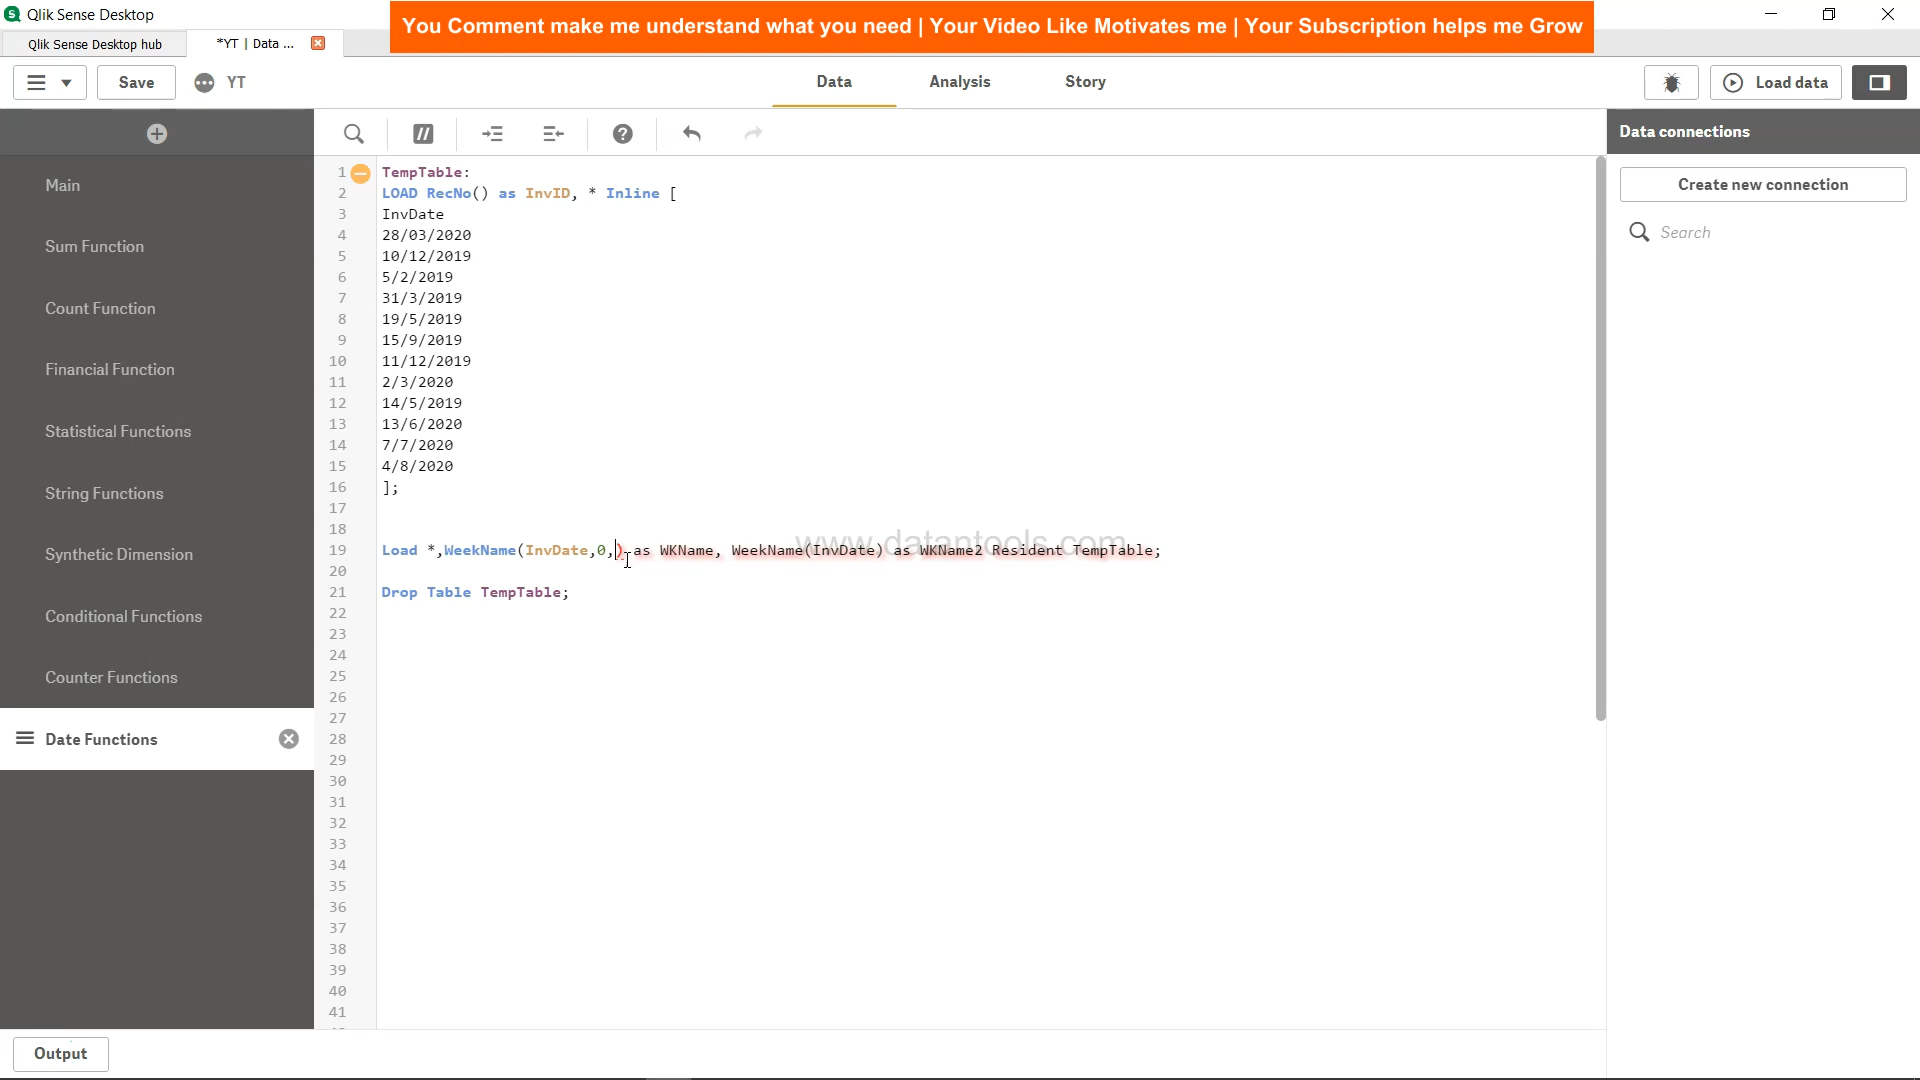 Qlik Sense Desktop
You Comment make me understand what you need | Your Video Like Motivates me | Your Subscription helps me Grow
Qlik Sense Desktop hub
*YT | Data ...
Save
YT
Data
Analysis
Story
Load data
Main
Sum Function
Count Function
Financial Function
Statistical Functions
String Functions
Synthetic Dimension
Conditional Functions
Counter Functions
Date Functions
1 TempTable:
2 LOAD RecNo() as InvID, * Inline [
3 InvDate
4 28/03/2020
5 10/12/2019
6 5/2/2019
7 31/3/2019
8 19/5/2019
9 15/9/2019
10 11/12/2019
11 2/3/2020
12 14/5/2019
13 13/6/2020
14 7/7/2020
15 4/8/2020
16 ];
17
18
www.datantools.com
19 Load *,WeekName(InvDate,0,) as WKName, WeekName(InvDate) as WKName2 Resident TempTable;
20
21 Drop Table TempTable;
22
23
24
25
26
27
28
29
30
31
32
33
34
35
36
37
38
39
40
41
Data connections
Create new connection
Search
Output